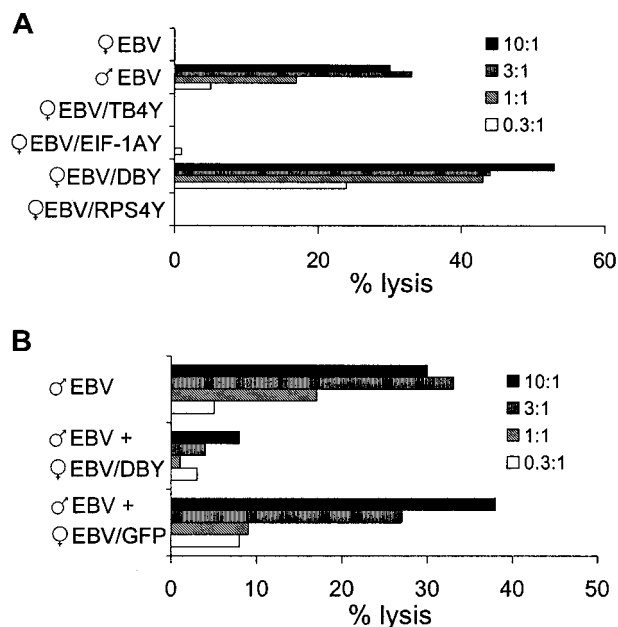 A
♀EBV
♂ EBV
♀EBV/TB4Y
♀EBV/EIF-1AY
♀EBV/DBY
♀EBV/RPS4Y
10:1
3:1
1:1
0.3:1
0 20 40 60
% lysis
B
♂ EBV
♂ EBV +
♀ EBV/DBY
♂ EBV +
♀ EBV/GFP
10:1
3:1
1:1
0.3:1
0 10 20 30 40 50
% lysis